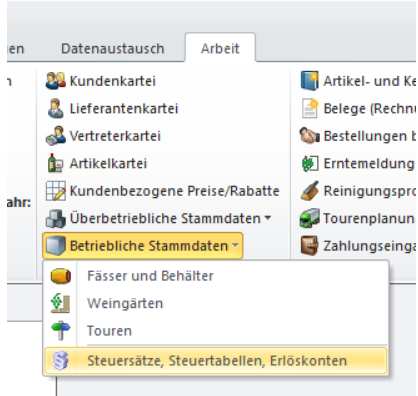 en Datenaustausch Arbeit
n
Kundenkartei
Lieferantenkartei
Vertreterkartei
Artikelkartei
Kundenbezogene Preise/Rabatte
ahr:
Überbetriebliche Stammdaten
Betriebliche Stammdaten
Artikel- und Ke
Belege (Rechnu
Bestellungen b
Erntemeldung
Reinigungspro
Tourenplanun
Zahlungseinga
Fässer und Behälter
Weingärten
Touren
Steuersätze, Steuertabellen, Erlöskonten